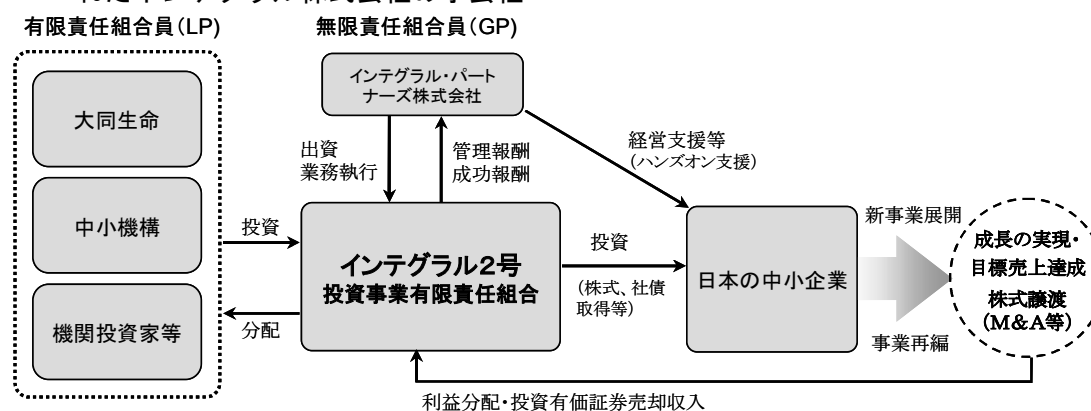 有限責任組合員(LP)
無限責任組合員(GP)
インテグラル・パート
ナーズ株式会社
大同生命
中小機構
機関投資家等
出資
業務執行
管理報酬
成功報酬
経営支援等
(ハンズオン支援)
投資
分配
インテグラル2号
投資事業有限責任組合
投資
(株式、社債
取得等)
日本の中小企業
新事業展開
事業再編
成長の実現・
目標売上達成
株式譲渡
(M&A等)
利益分配・投資有価証券売却収入